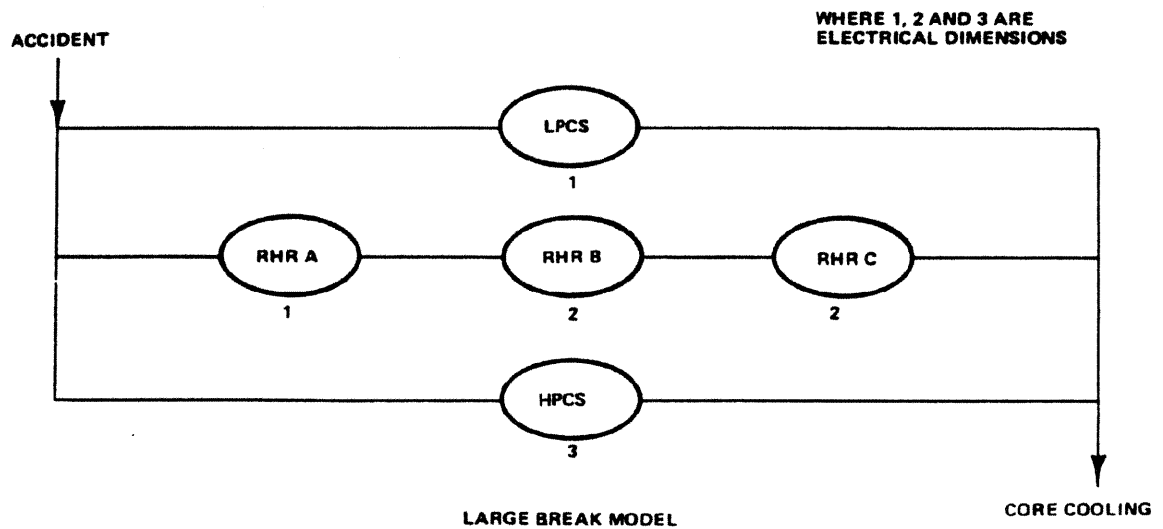 WHERE 1, 2 AND 3 ARE
ELECTRICAL DIMENSIONS
ACCIDENT
LPCS
1
RHR A
RHR B
RHR C
1
2
2
HPCS
3
LARGE BREAK MODEL
CORE COOLING